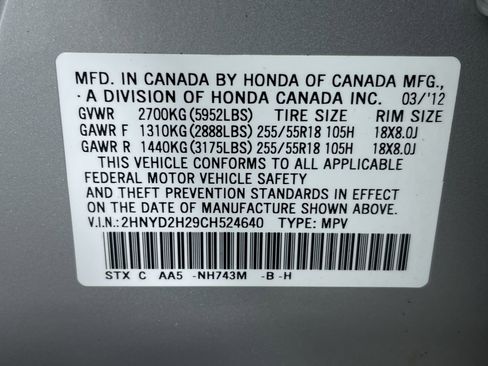 MFD. IN CANADA BY HONDA OF CANADA MFG.,
A DIVISION OF HONDA CANADA INC. 03/'12
GVWR 2700KG (5952LBS) TIRE SIZE RIM SIZE
GAWR F 1310KG (2888LBS) 255/55R18 105H 18X8.0J
GAWR R 1440KG (3175LBS) 255/55R18 105H 18X8.0J
THIS VEHICLE CONFORMS TO ALL APPLICABLE
FEDERAL MOTOR VEHICLE SAFETY
AND THEFT PREVENTION STANDARDS IN EFFECT
ON THE DATE OF MANUFACTURE SHOWN ABOVE.
V.I.N.: 2HNYD2H29CH524640 TYPE: MPV
STX C AA5 -NH743M -B -H